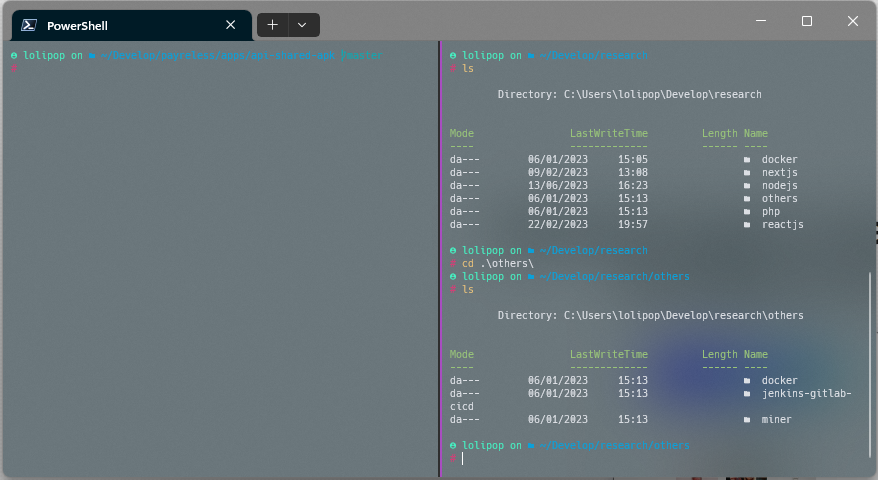 PowerShell
lolipop on
lolipop on ~/Develop/research
ls
Directory: C:\Users\lolipop\Develop\research
Mode LastWriteTime Length Name
---- ------------- ------ ----
da--- 06/01/2023 15:05 docker
da--- 09/02/2023 13:08 nextjs
da--- 13/06/2023 16:23 nodejs
da--- 06/01/2023 15:13 others
da--- 06/01/2023 15:13 php
da--- 22/02/2023 19:57 reactjs
lolipop on ~/Develop/research
cd .\others\
lolipop on ~/Develop/research/others
ls
Directory: C:\Users\lolipop\Develop\research\others
Mode LastWriteTime Length Name
---- ------------- ------ ----
da--- 06/01/2023 15:13 docker
da--- 06/01/2023 15:13 jenkins-gitlab-
cicd
da--- 06/01/2023 15:13 miner
lolipop on ~/Develop/research/others